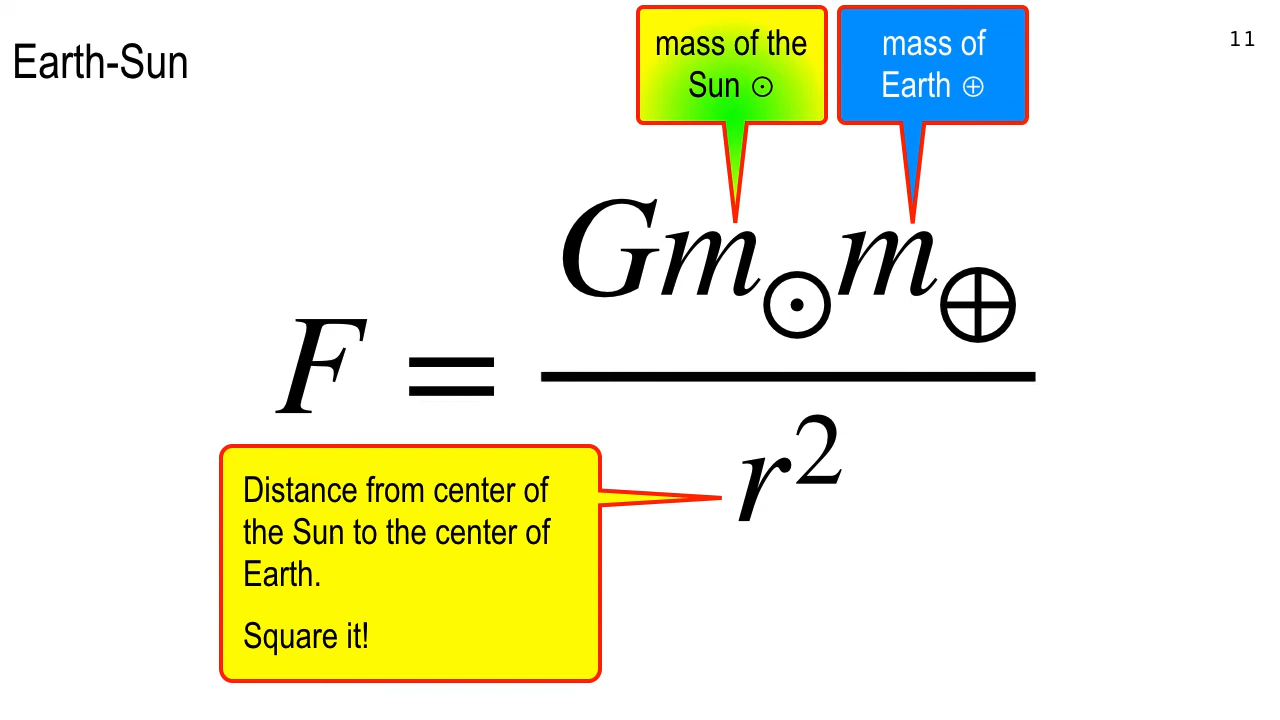 Earth-Sun
mass of the
Sun ☉
mass of
Earth ⊕
11
F = Gm☉m⊕ / r²
Distance from center of
the Sun to the center of
Earth.
Square it!